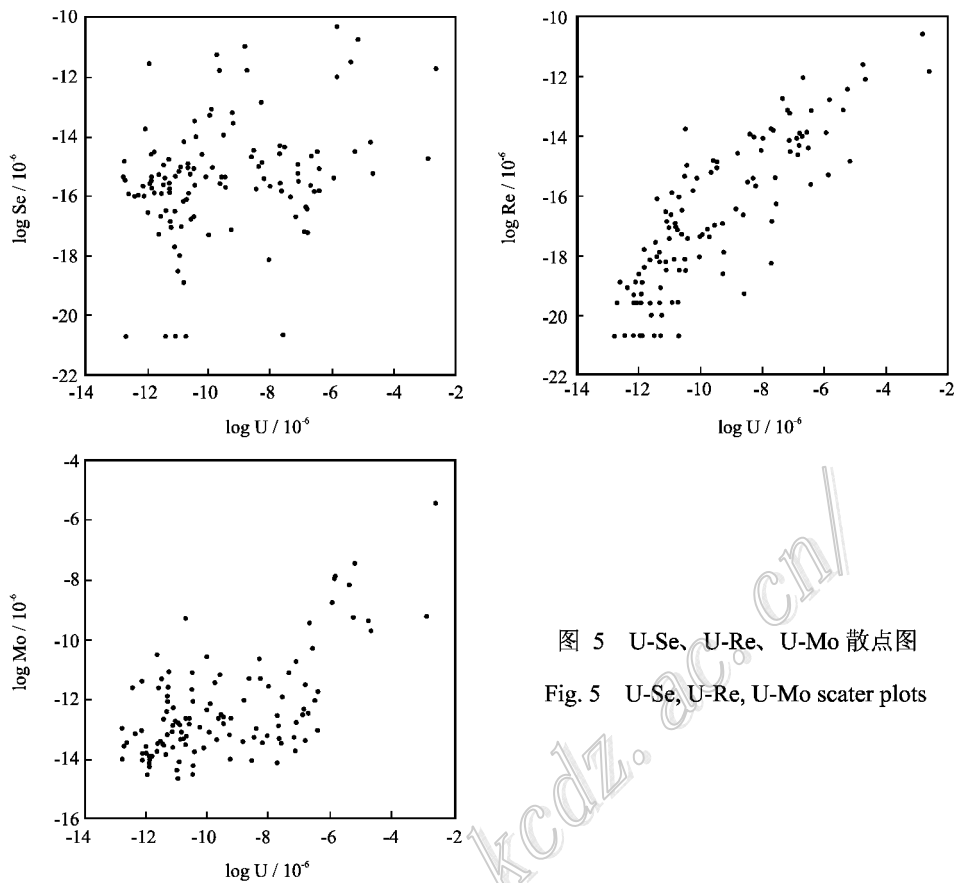 -10
-12
-14
-16
-18
-20
-22
log Se / 10⁻⁶
-14 -12 -10 -8 -6 -4 -2
log U / 10⁻⁶
-10
-12
-14
-16
-18
-20
-22
log Re / 10⁻⁶
-14 -12 -10 -8 -6 -4 -2
log U / 10⁻⁶
-4
-6
-8
-10
-12
-14
-16
log Mo / 10⁻⁶
-14 -12 -10 -8 -6 -4 -2
log U / 10⁻⁶
图 5 U-Se、U-Re、U-Mo 散点图
Fig. 5 U-Se, U-Re, U-Mo scater plots
kcdz. ac. cn/